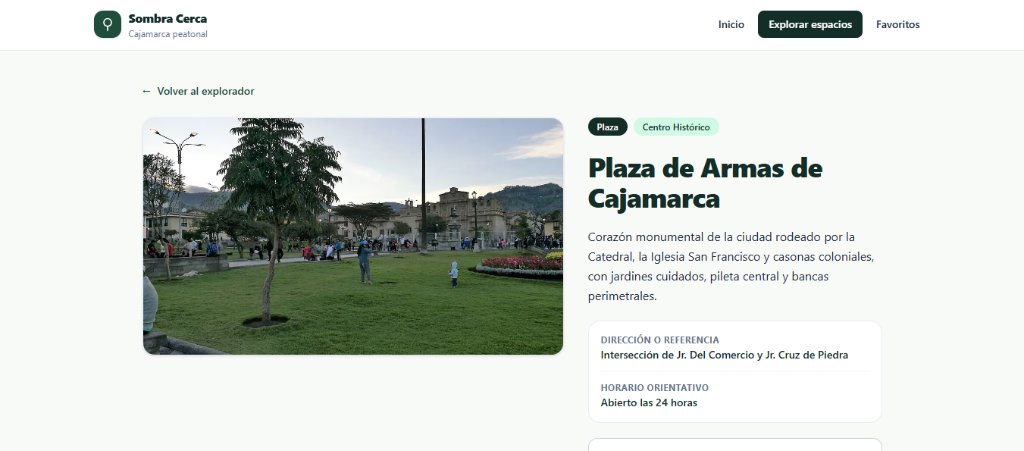 Sombra Cerca
Cajamarca peatonal
Inicio
Explorar espacios
Favoritos
← Volver al explorador
Plaza
Centro Histórico
Plaza de Armas de
Cajamarca
Corazón monumental de la ciudad rodeado por la
Catedral, la Iglesia San Francisco y casonas coloniales,
con jardines cuidados, pileta central y bancas
perimetrales.
DIRECCIÓN O REFERENCIA
Intersección de Jr. Del Comercio y Jr. Cruz de Piedra
HORARIO ORIENTATIVO
Abierto las 24 horas